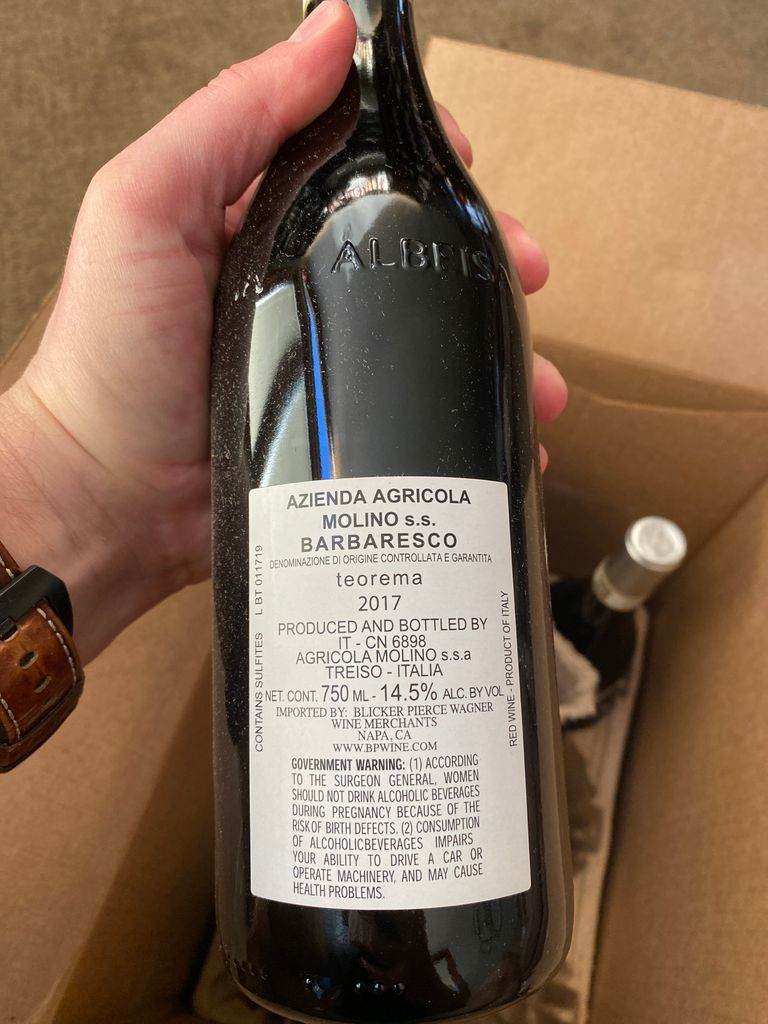 ALBEIS
AZIENDA AGRICOLA
MOLINO s.s.
BARBARESCO
DENOMINAZIONE DI ORIGINE CONTROLLATA E GARANTITA
teorema
2017
PRODUCED AND BOTTLED BY
IT - CN 6898
AGRICOLA MOLINO s.s.a
TREISO - ITALIA
NET. CONT. 750 ML - 14.5% ALC. BY VOL
IMPORTED BY: BLICKER PIERCE WAGNER
WINE MERCHANTS
NAPA, CA
WWW.BPWINE.COM
GOVERNMENT WARNING: (1) ACCORDING
TO THE SURGEON GENERAL, WOMEN
SHOULD NOT DRINK ALCOHOLIC BEVERAGES
DURING PREGNANCY BECAUSE OF THE
RISK OF BIRTH DEFECTS. (2) CONSUMPTION
OF ALCOHOLICBEVERAGES IMPAIRS
YOUR ABILITY TO DRIVE A CAR OR
OPERATE MACHINERY, AND MAY CAUSE
HEALTH PROBLEMS.
CONTAINS SULFITES L BT 011719
RED WINE - PRODUCT OF ITALY